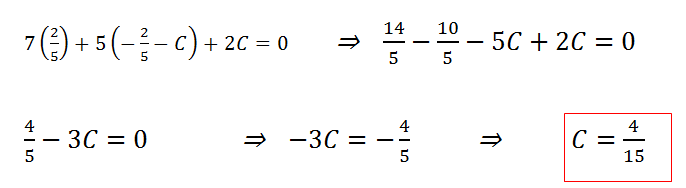 7(2/5) + 5(−2/5 − C) + 2C = 0 ⇒ 14/5 − 10/5 − 5C + 2C = 0
4/5 − 3C = 0 ⇒ −3C = −4/5 ⇒ C = 4/15